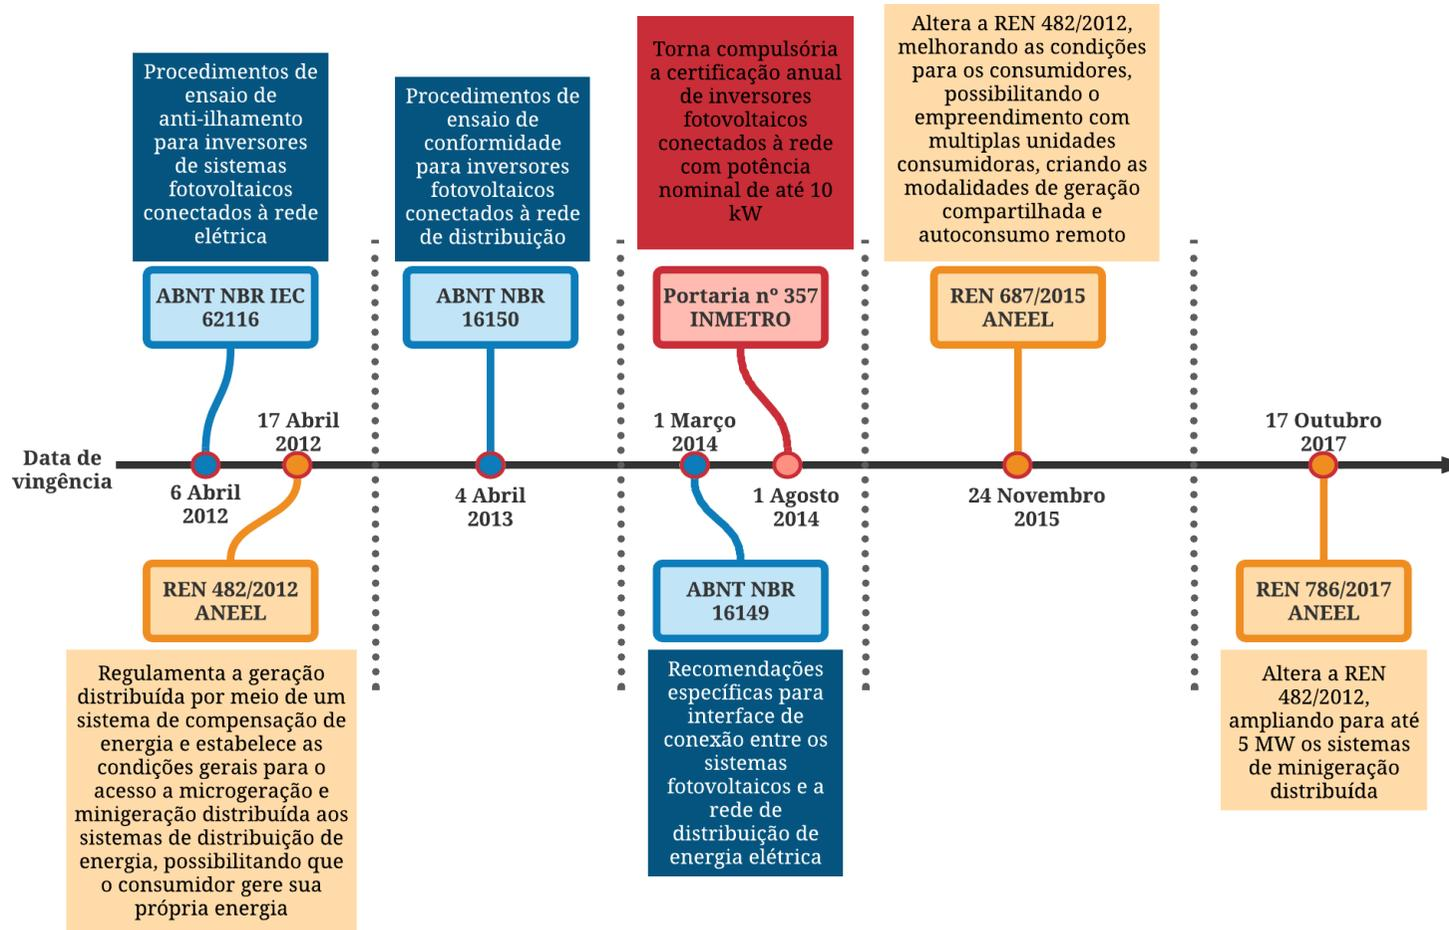 Procedimentos de
ensaio de
anti-ilhamento
para inversores
de sistemas
fotovoltaicos
conectados à rede
elétrica
ABNT NBR IEC
62116
Procedimentos de
ensaio de
conformidade
para inversores
fotovoltaicos
conectados à rede
de distribuição
ABNT NBR
16150
Torna compulsória
a certificação anual
de inversores
fotovoltaicos
conectados à rede
com potência
nominal de até 10
kW
Portaria nº 357
INMETRO
Altera a REN 482/2012,
melhorando as condições
para os consumidores,
possibilitando o
empreendimento com
multiplas unidades
consumidoras, criando as
modalidades de geração
compartilhada e
autoconsumo remoto
REN 687/2015
ANEEL
Data de
vingência
6 Abril
2012
17 Abril
2012
4 Abril
2013
1 Março
2014
1 Agosto
2014
24 Novembro
2015
17 Outubro
2017
REN 482/2012
ANEEL
Regulamenta a geração
distribuída por meio de um
sistema de compensação de
energia e estabelece as
condições gerais para o
acesso a microgeração e
minigeração distribuída aos
sistemas de distribuição de
energia, possibilitando que
o consumidor gere sua
própria energia
ABNT NBR
16149
Recomendações
específicas para
interface de
conexão entre os
sistemas
fotovoltaicos e a
rede de
distribuição de
energia elétrica
REN 786/2017
ANEEL
Altera a REN
482/2012,
ampliando para até
5 MW os sistemas
de minigeração
distribuída